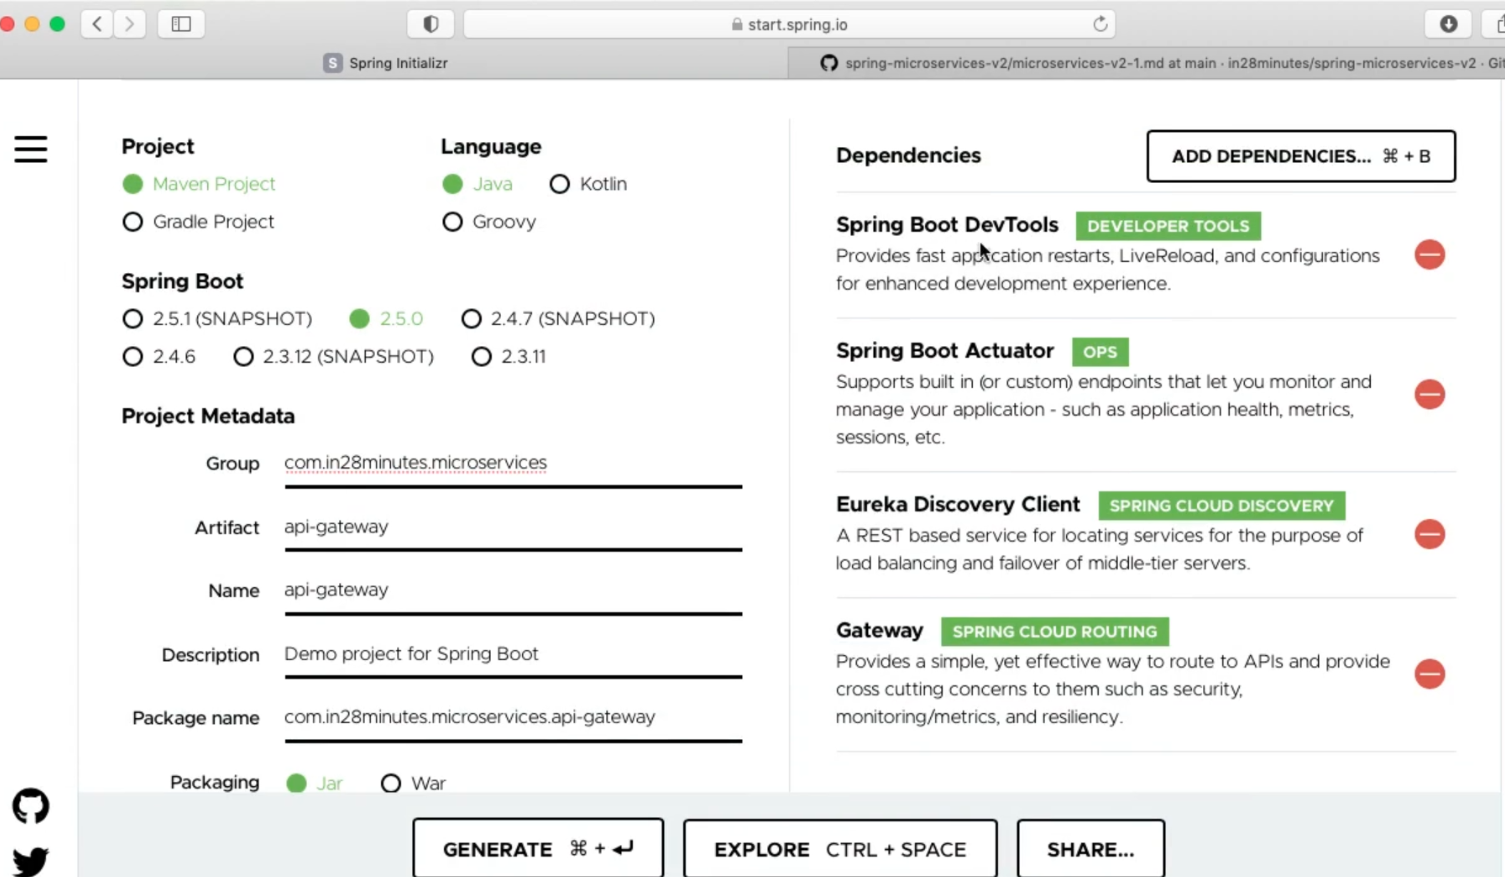 start.spring.io
S Spring Initializr
spring-microservices-v2/microservices-v2-1.md at main · in28minutes/spring-microservices-v2 · Git
Project
Maven Project
Gradle Project
Language
Java Kotlin
Groovy
Spring Boot
2.5.1 (SNAPSHOT) 2.5.0 2.4.7 (SNAPSHOT)
2.4.6 2.3.12 (SNAPSHOT) 2.3.11
Project Metadata
Group com.in28minutes.microservices
Artifact api-gateway
Name api-gateway
Description Demo project for Spring Boot
Package name com.in28minutes.microservices.api-gateway
Packaging Jar War
Dependencies
ADD DEPENDENCIES... ⌘ + B
Spring Boot DevTools DEVELOPER TOOLS
Provides fast application restarts, LiveReload, and configurations
for enhanced development experience.
Spring Boot Actuator OPS
Supports built in (or custom) endpoints that let you monitor and
manage your application - such as application health, metrics,
sessions, etc.
Eureka Discovery Client SPRING CLOUD DISCOVERY
A REST based service for locating services for the purpose of
load balancing and failover of middle-tier servers.
Gateway SPRING CLOUD ROUTING
Provides a simple, yet effective way to route to APIs and provide
cross cutting concerns to them such as security,
monitoring/metrics, and resiliency.
GENERATE ⌘ + ↵
EXPLORE CTRL + SPACE
SHARE...